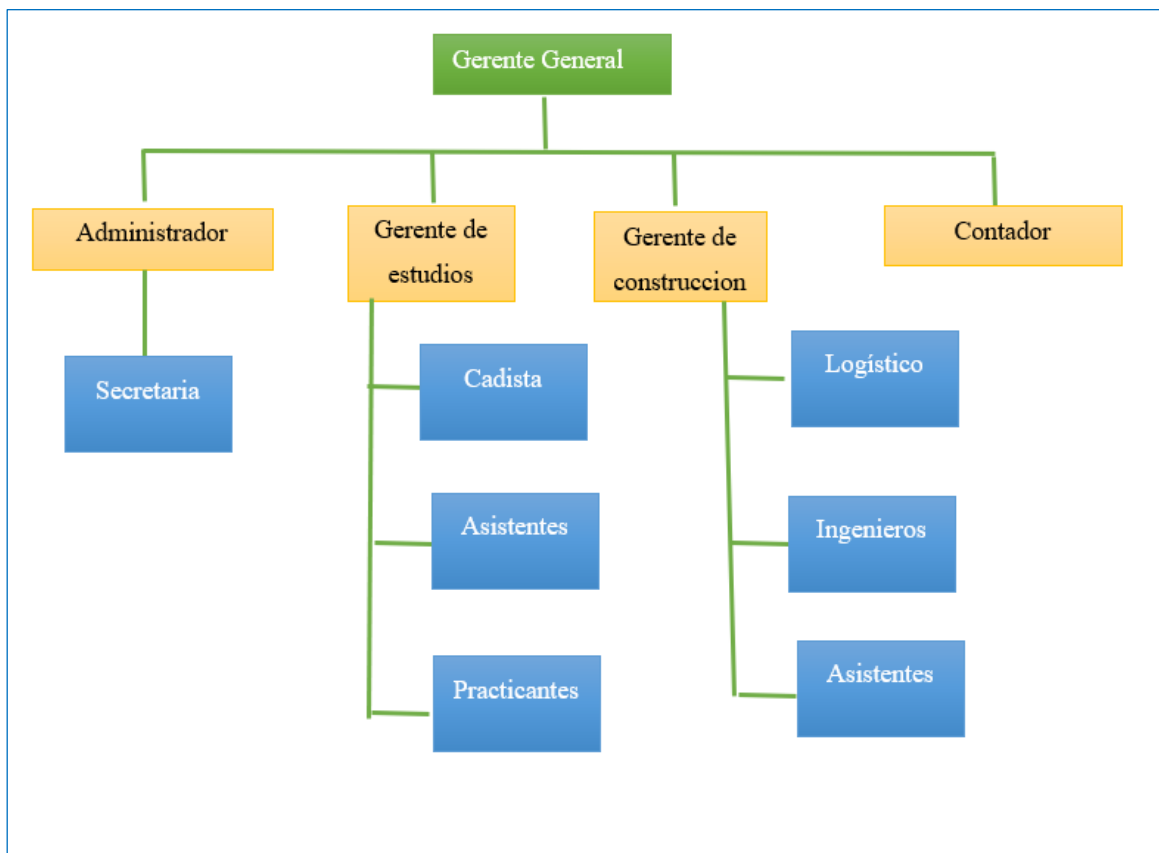 Gerente General
Administrador
Gerente de
estudios
Gerente de
construccion
Contador
Secretaria
Cadista
Logístico
Asistentes
Ingenieros
Practicantes
Asistentes